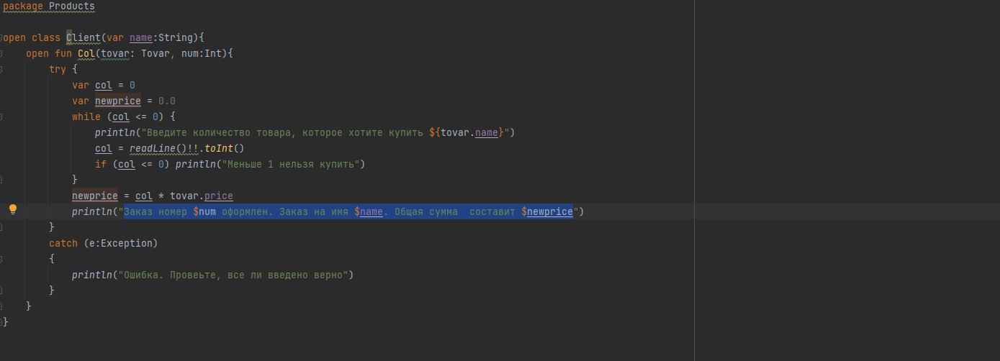 package Products
open class Client(var name:String){
open fun Col(tovar: Tovar, num:Int){
try {
var col = 0
var newprice = 0.0
while (col <= 0) {
println("Введите количество товара, которое хотите купить ${tovar.name}")
col = readLine()!!.toInt()
if (col <= 0) println("Меньше 1 нельзя купить")
}
newprice = col * tovar.price
println("Заказ номер $num оформлен. Заказ на имя $name. Общая сумма  составит $newprice")
}
catch (e:Exception)
{
println("Ошибка. Провеьте, все ли введено верно")
}
}
}